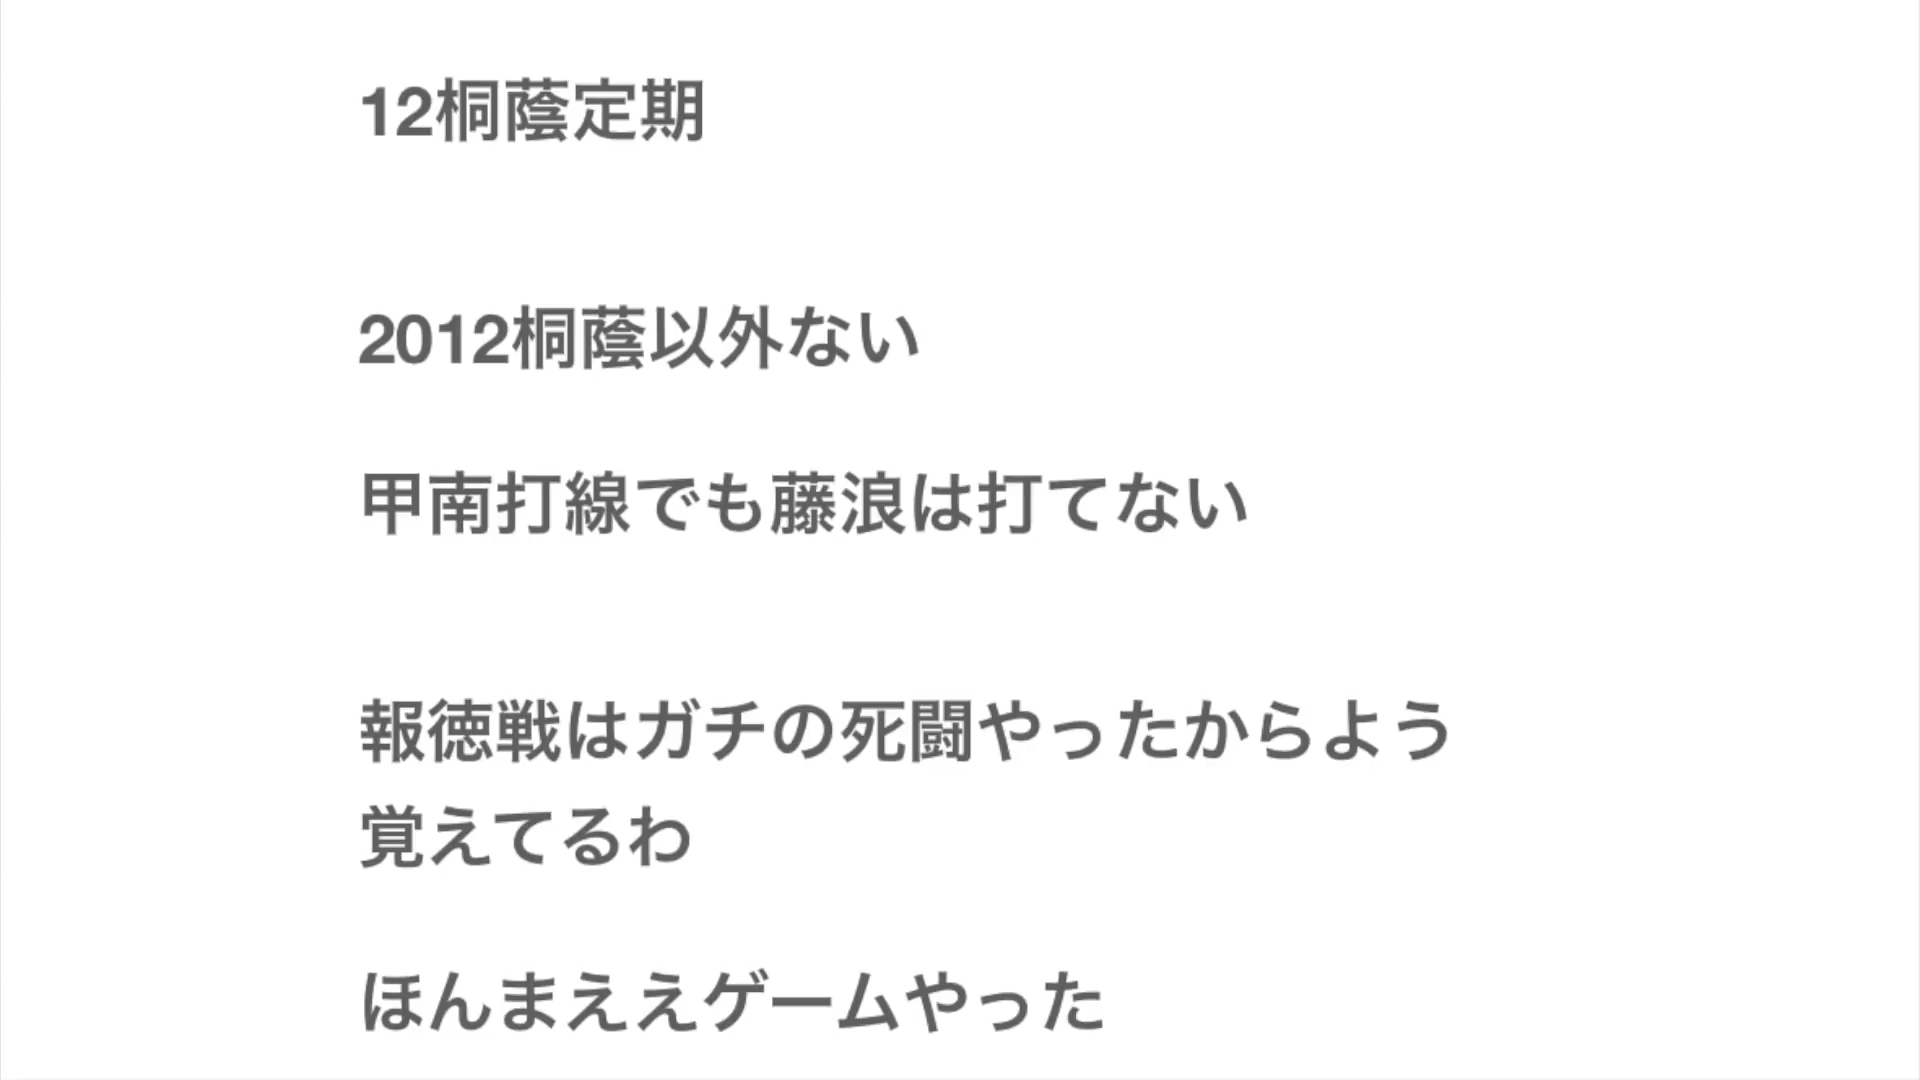 12桐蔭定期
2012桐蔭以外ない
甲南打線でも藤浪は打てない
報徳戦はガチの死闘やったからよう
覚えてるわ
ほんまええゲームやった